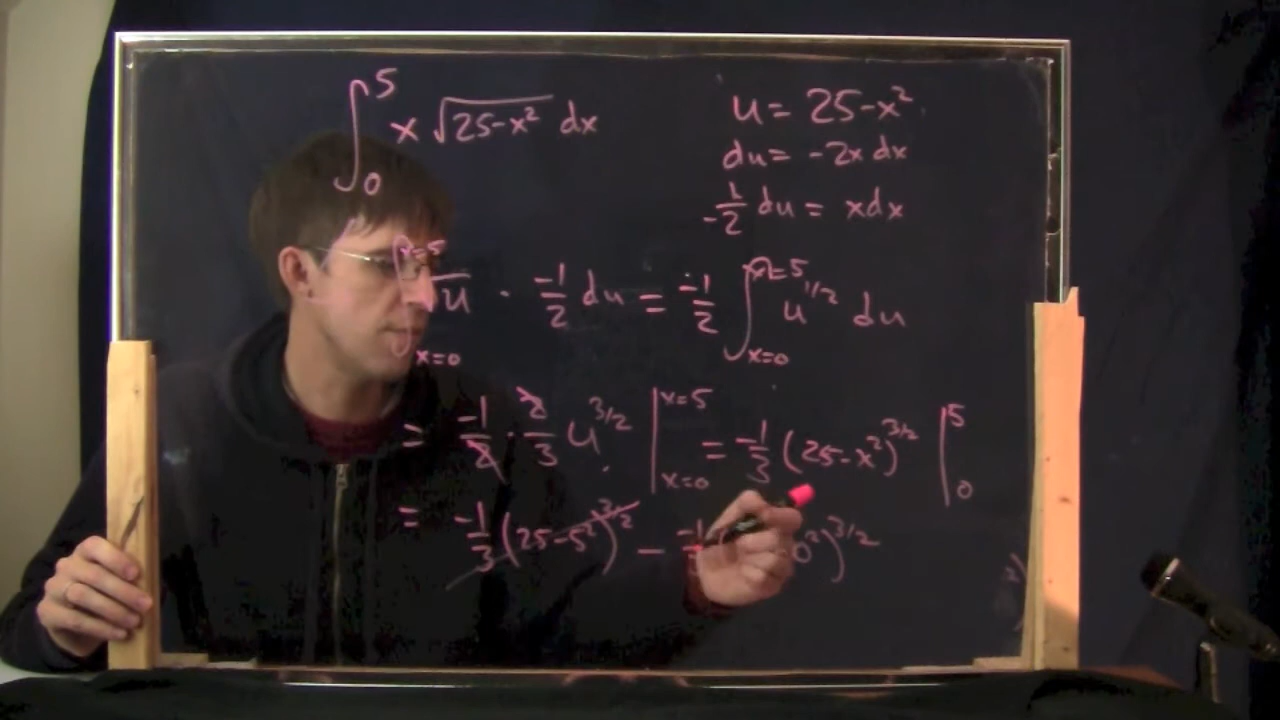 ∫₀⁵ x √(25-x²) dx
u = 25-x²
du = -2x dx
-1/2 du = xdx
∫_{x=0}^{x=5} √u · -1/2 du = -1/2 ∫_{x=0}^{x=5} u^{1/2} du
= -1/2 · 2/3 u^{3/2} |_{x=0}^{x=5} = -1/3 (25-x²)^{3/2} |₀⁵
= -1/3 (25-5²)^{3/2} - -1 0²)^{3/2}